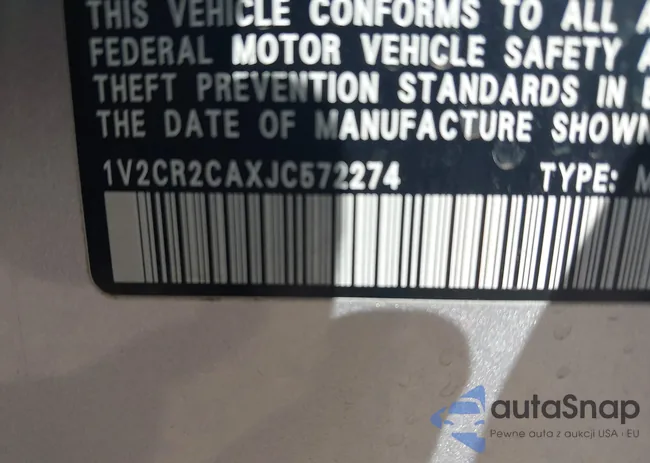 THIS VEHICLE CONFORMS TO ALL A
FEDERAL MOTOR VEHICLE SAFETY A
THEFT PREVENTION STANDARDS IN E
THE DATE OF MANUFACTURE SHOWN
1V2CR2CAXJC572274 TYPE: M
autaSnap
Pewne auta z aukcji USA i EU